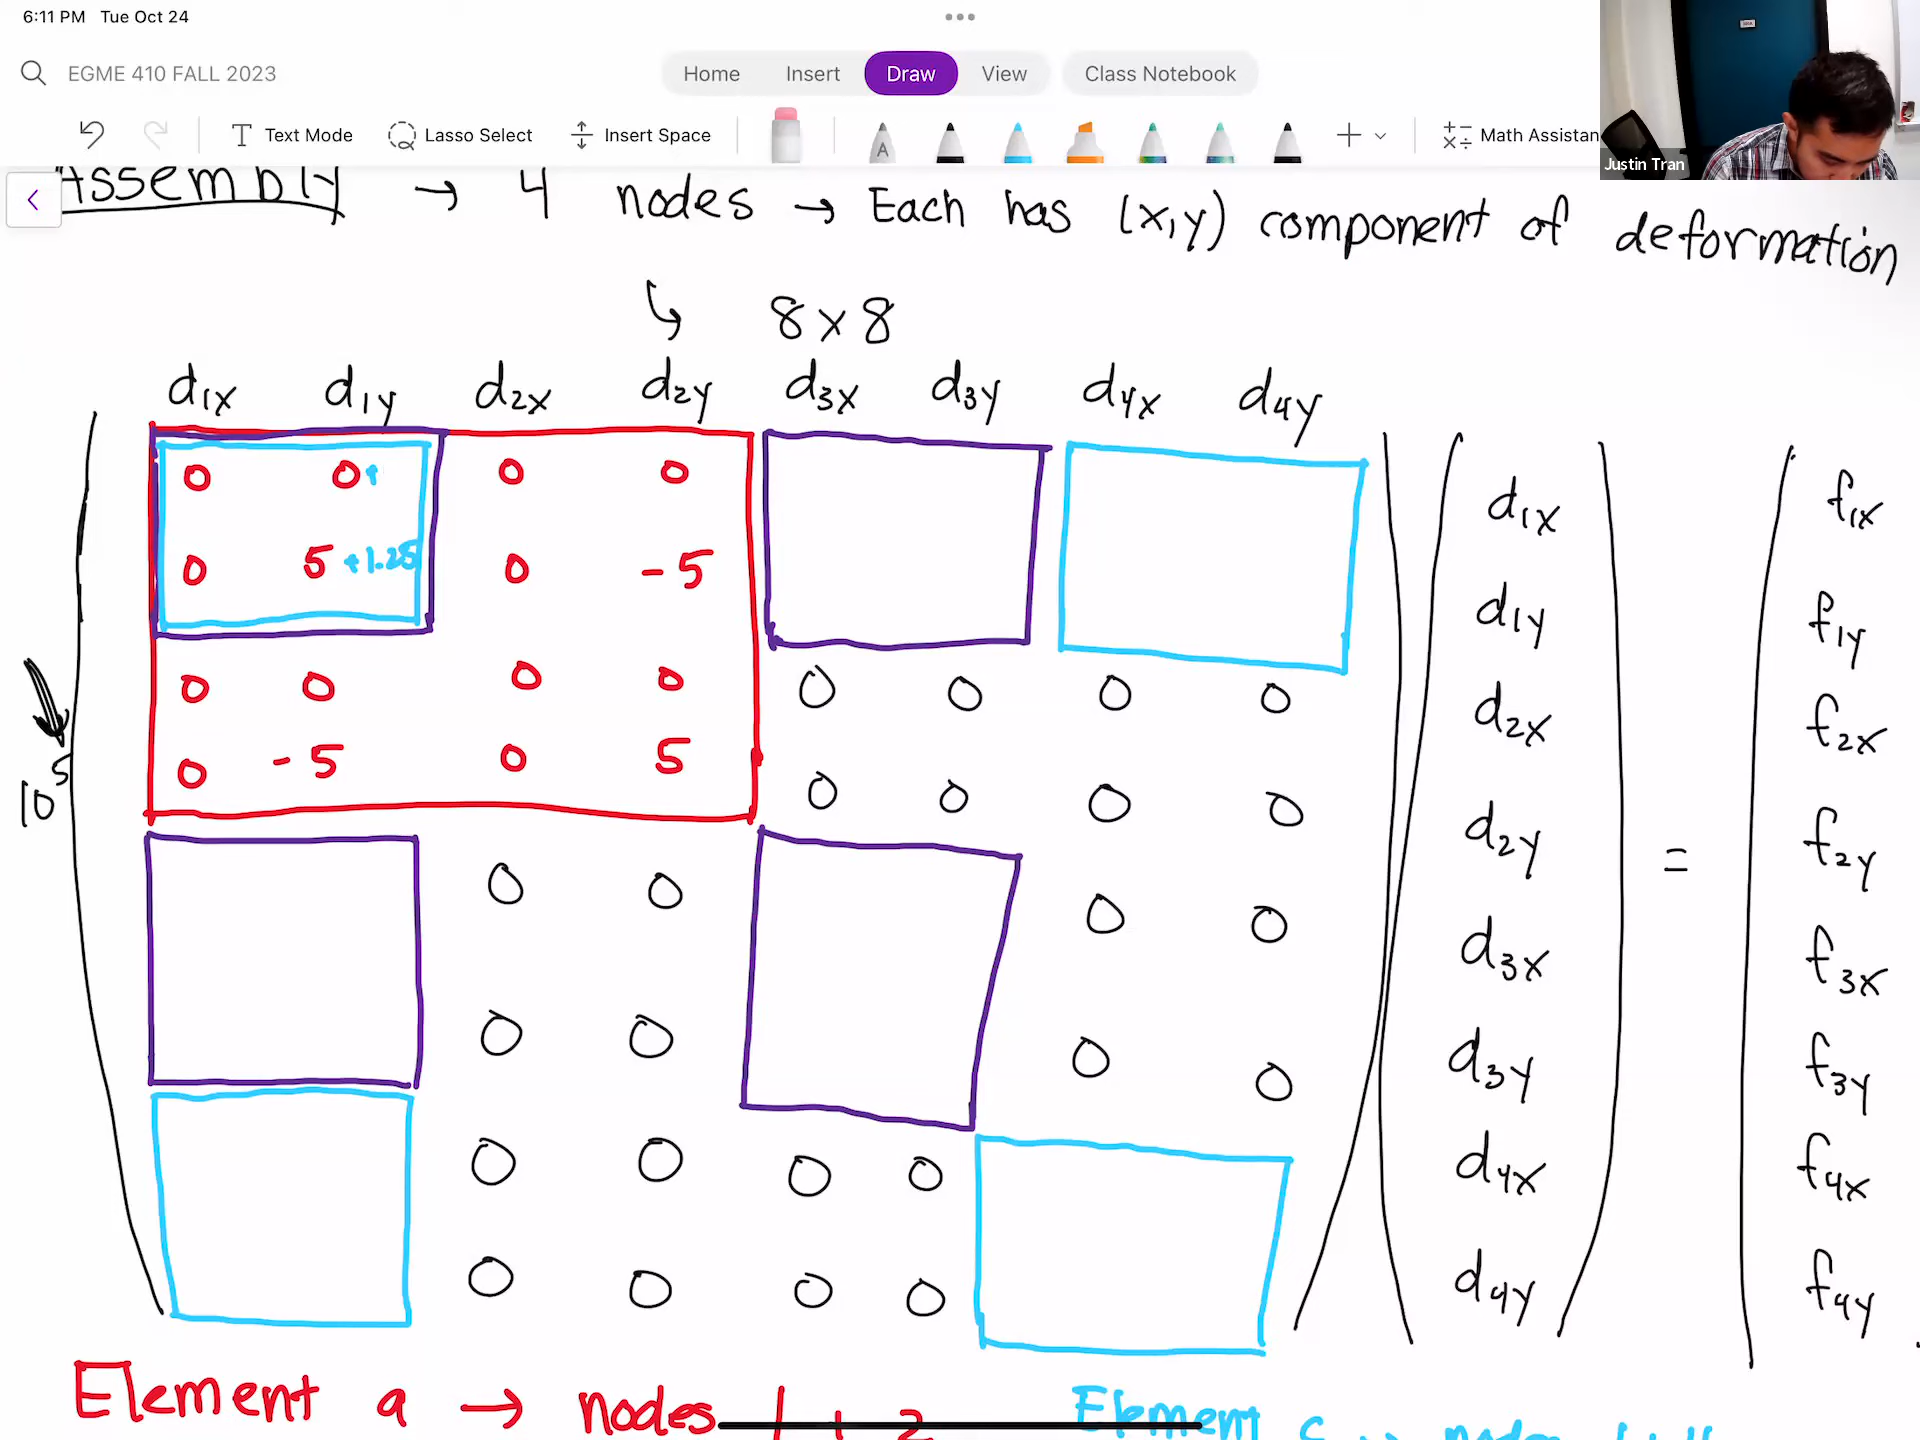 6:11 PM Tue Oct 24
EGME 410 FALL 2023
Home Insert Draw View Class Notebook
Text Mode Lasso Select Insert Space Math Assistan
Justin Tran
Assembly → 4 nodes → Each has (x,y) component of deformation
↳ 8x8
d1x d1y d2x d2y d3x d3y d4x d4y
0 0+ 0 0 d1x f1x
0 5 +1.25 0 -5 d1y f1y
0 0 0 0 0 0 0 0 d2x f2x
10^5 0 -5 0 5 0 0 0 0 d2y = f2y
0 0 0 0 d3x f3x
0 0 0 0 d3y f3y
0 0 0 0 d4x f4x
0 0 0 0 d4y f4y
Element a → nodes 1 + 2 Element